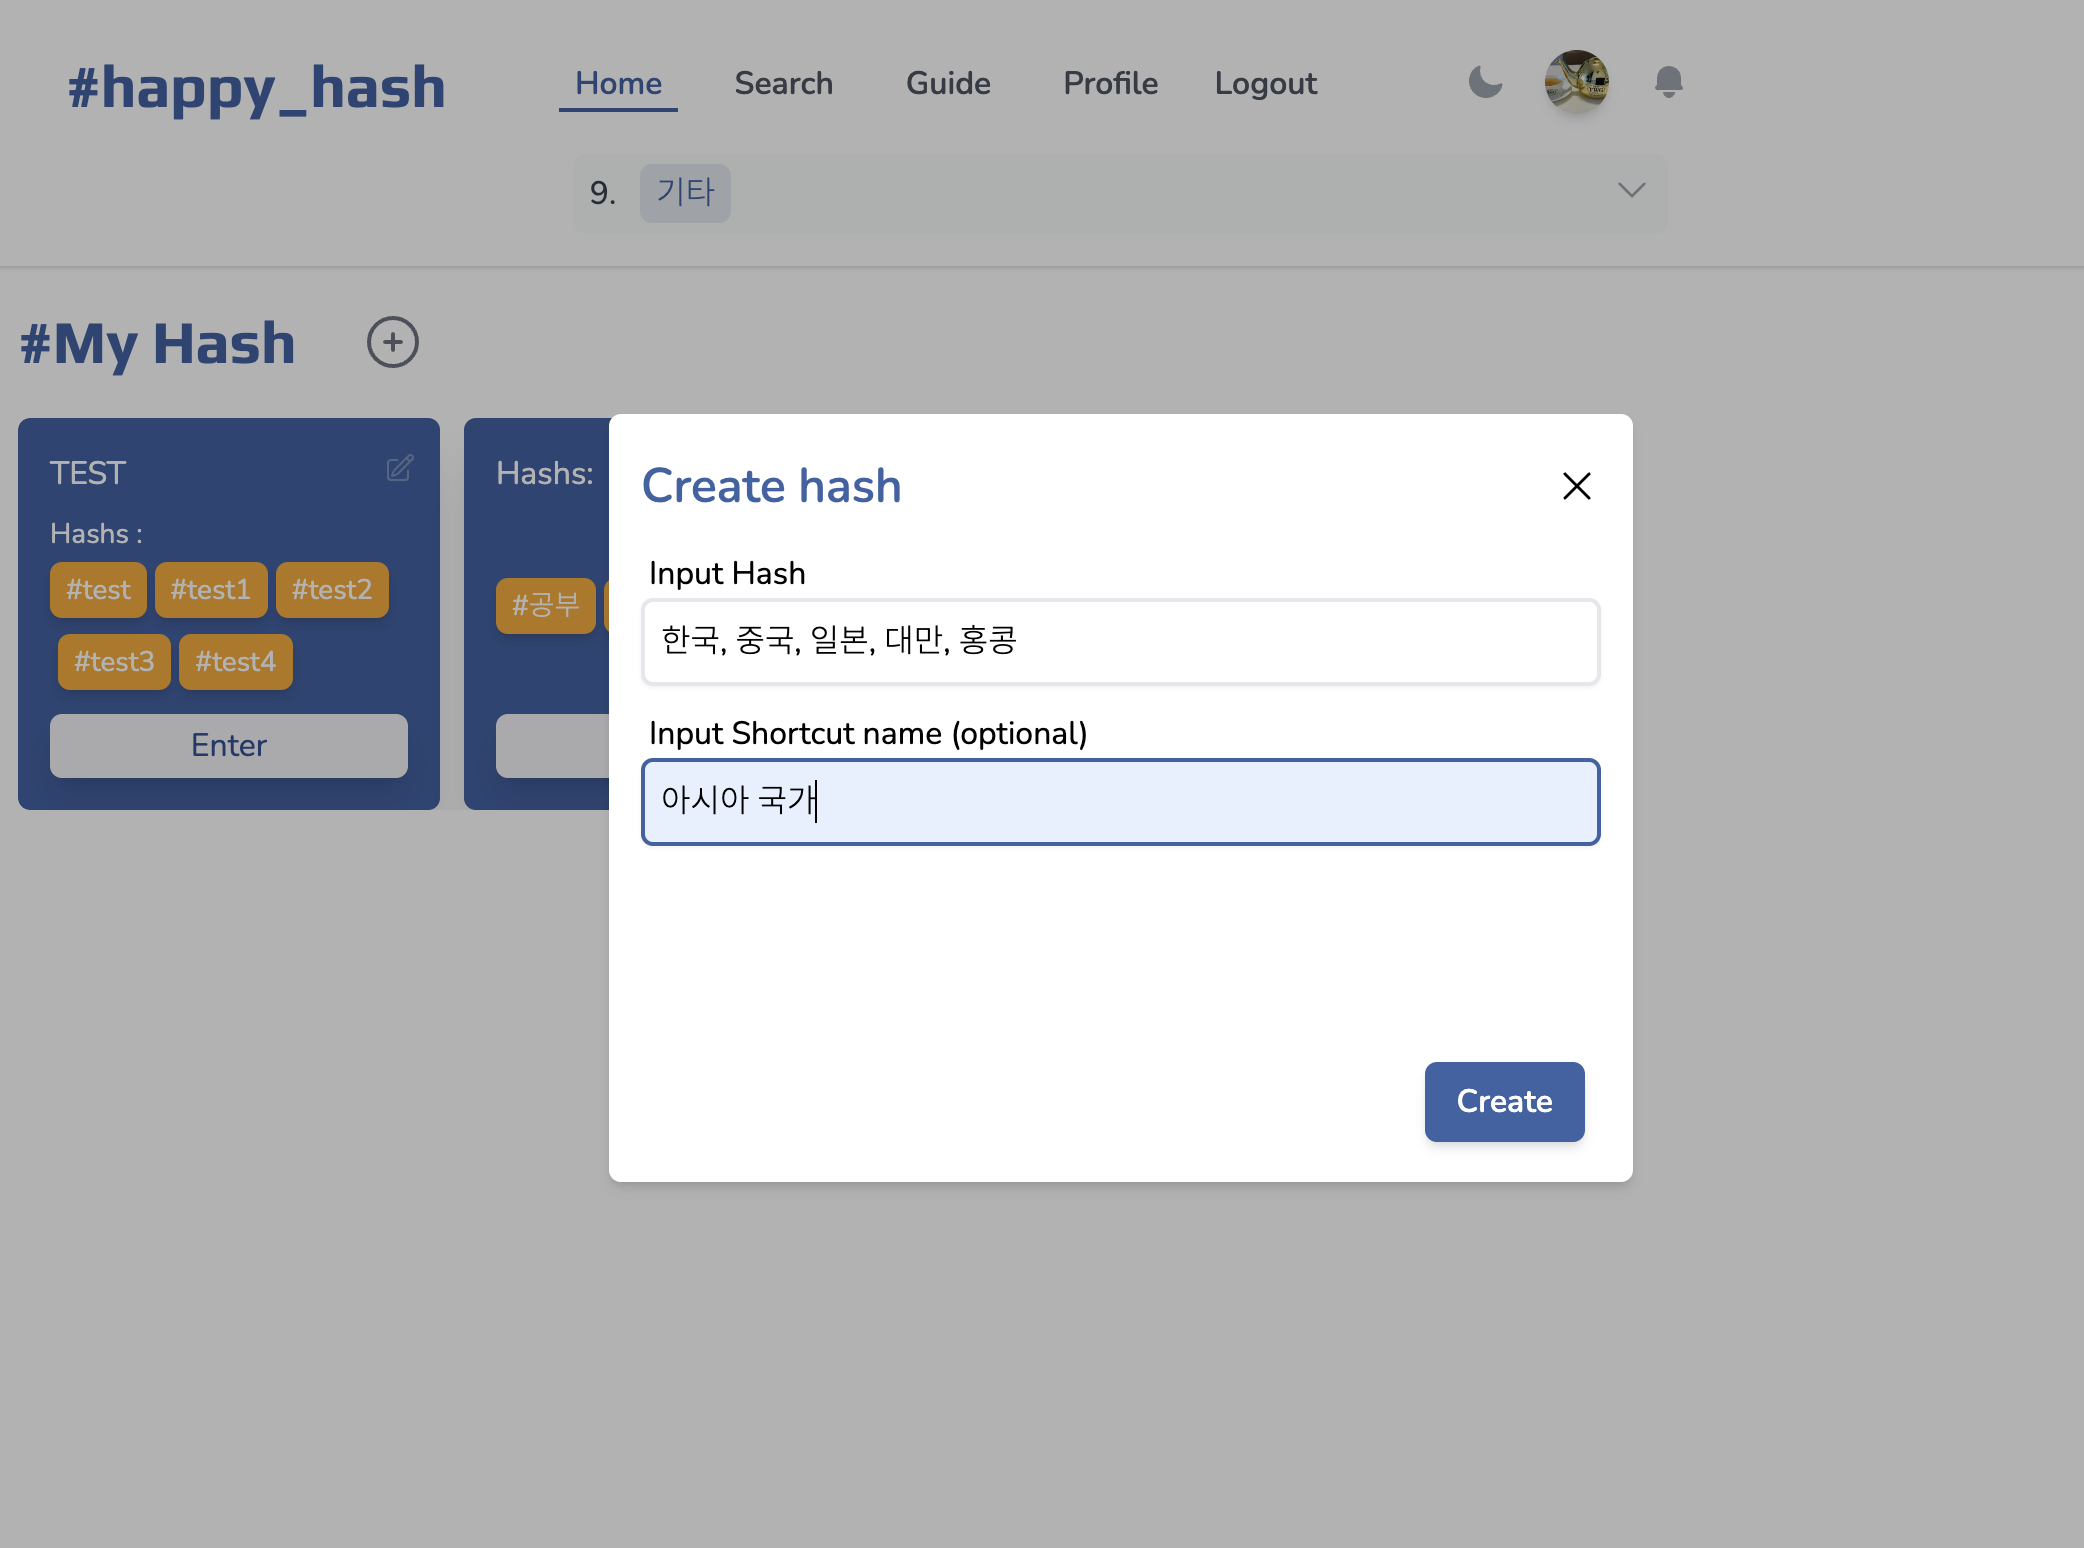 #happy_hash
Home Search Guide Profile Logout
9. 기타
#My Hash
TEST
Hashs :
#test #test1 #test2
#test3 #test4
Enter
Hashs:
#공부
Create hash
Input Hash
한국, 중국, 일본, 대만, 홍콩
Input Shortcut name (optional)
아시아 국가
Create